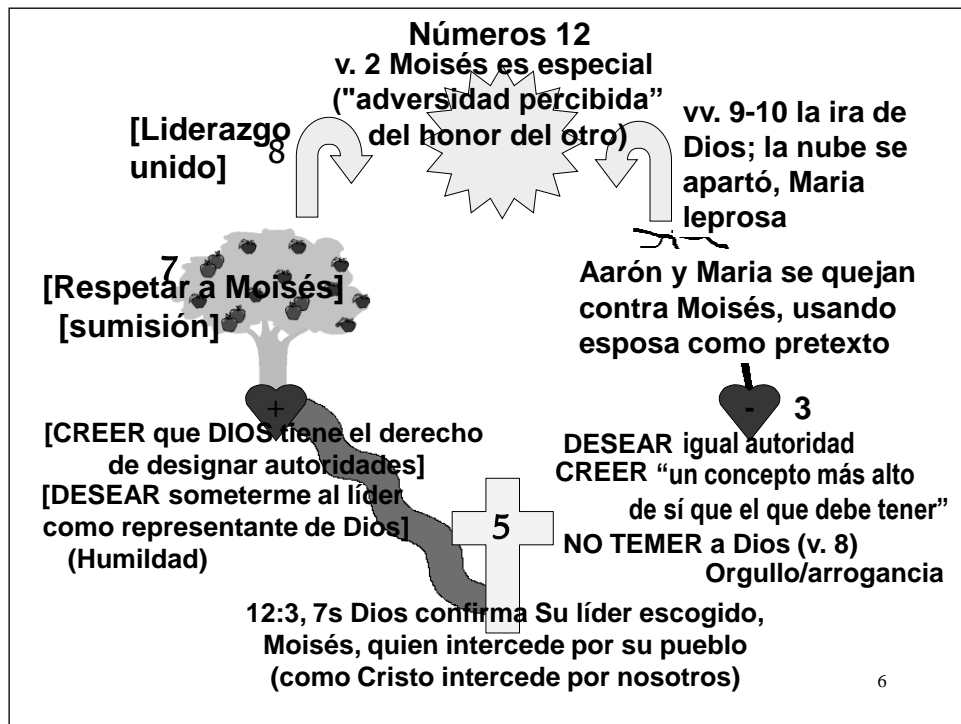 Números 12
v. 2 Moisés es especial
("adversidad percibida”
del honor del otro)
[Liderazgo
unido]
8
vv. 9-10 la ira de
Dios; la nube se
apartó, Maria
leprosa
7
[Respetar a Moisés]
[sumisión]
Aarón y Maria se quejan
contra Moisés, usando
esposa como pretexto
+
[CREER que DIOS tiene el derecho
de designar autoridades]
[DESEAR someterme al líder
como representante de Dios]
(Humildad)
- 3
DESEAR igual autoridad
CREER “un concepto más alto
de sí que el que debe tener”
NO TEMER a Dios (v. 8)
Orgullo/arrogancia
5
12:3, 7s Dios confirma Su líder escogido,
Moisés, quien intercede por su pueblo
(como Cristo intercede por nosotros)
6